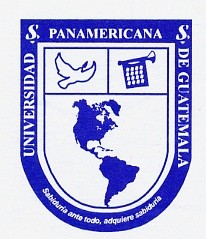 UNIVERSIDAD
Ş. PANAMERICANA Ş.
DE GUATEMALA
Sabiduría ante todo, adquiere sabiduría